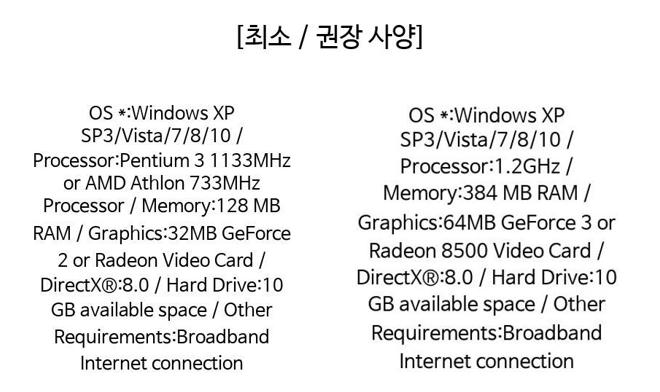 [최소 / 권장 사양]
OS *:Windows XP
SP3/Vista/7/8/10 /
Processor:Pentium 3 1133MHz
or AMD Athlon 733MHz
Processor / Memory:128 MB
RAM / Graphics:32MB GeForce
2 or Radeon Video Card /
DirectX®:8.0 / Hard Drive:10
GB available space / Other
Requirements:Broadband
Internet connection
OS *:Windows XP
SP3/Vista/7/8/10 /
Processor:1.2GHz /
Memory:384 MB RAM /
Graphics:64MB GeForce 3 or
Radeon 8500 Video Card /
DirectX®:8.0 / Hard Drive:10
GB available space / Other
Requirements:Broadband
Internet connection